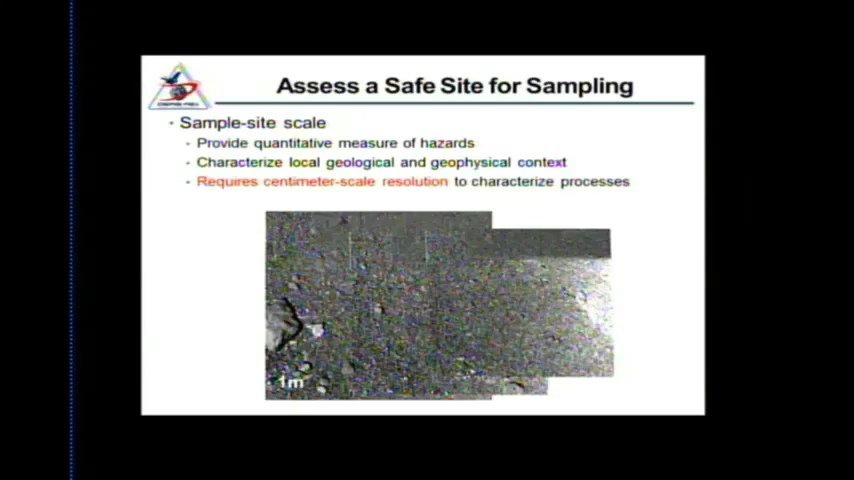 Assess a Safe Site for Sampling
• Sample-site scale
• Provide quantitative measure of hazards
• Characterize local geological and geophysical context
• Requires centimeter-scale resolution to characterize processes
1m